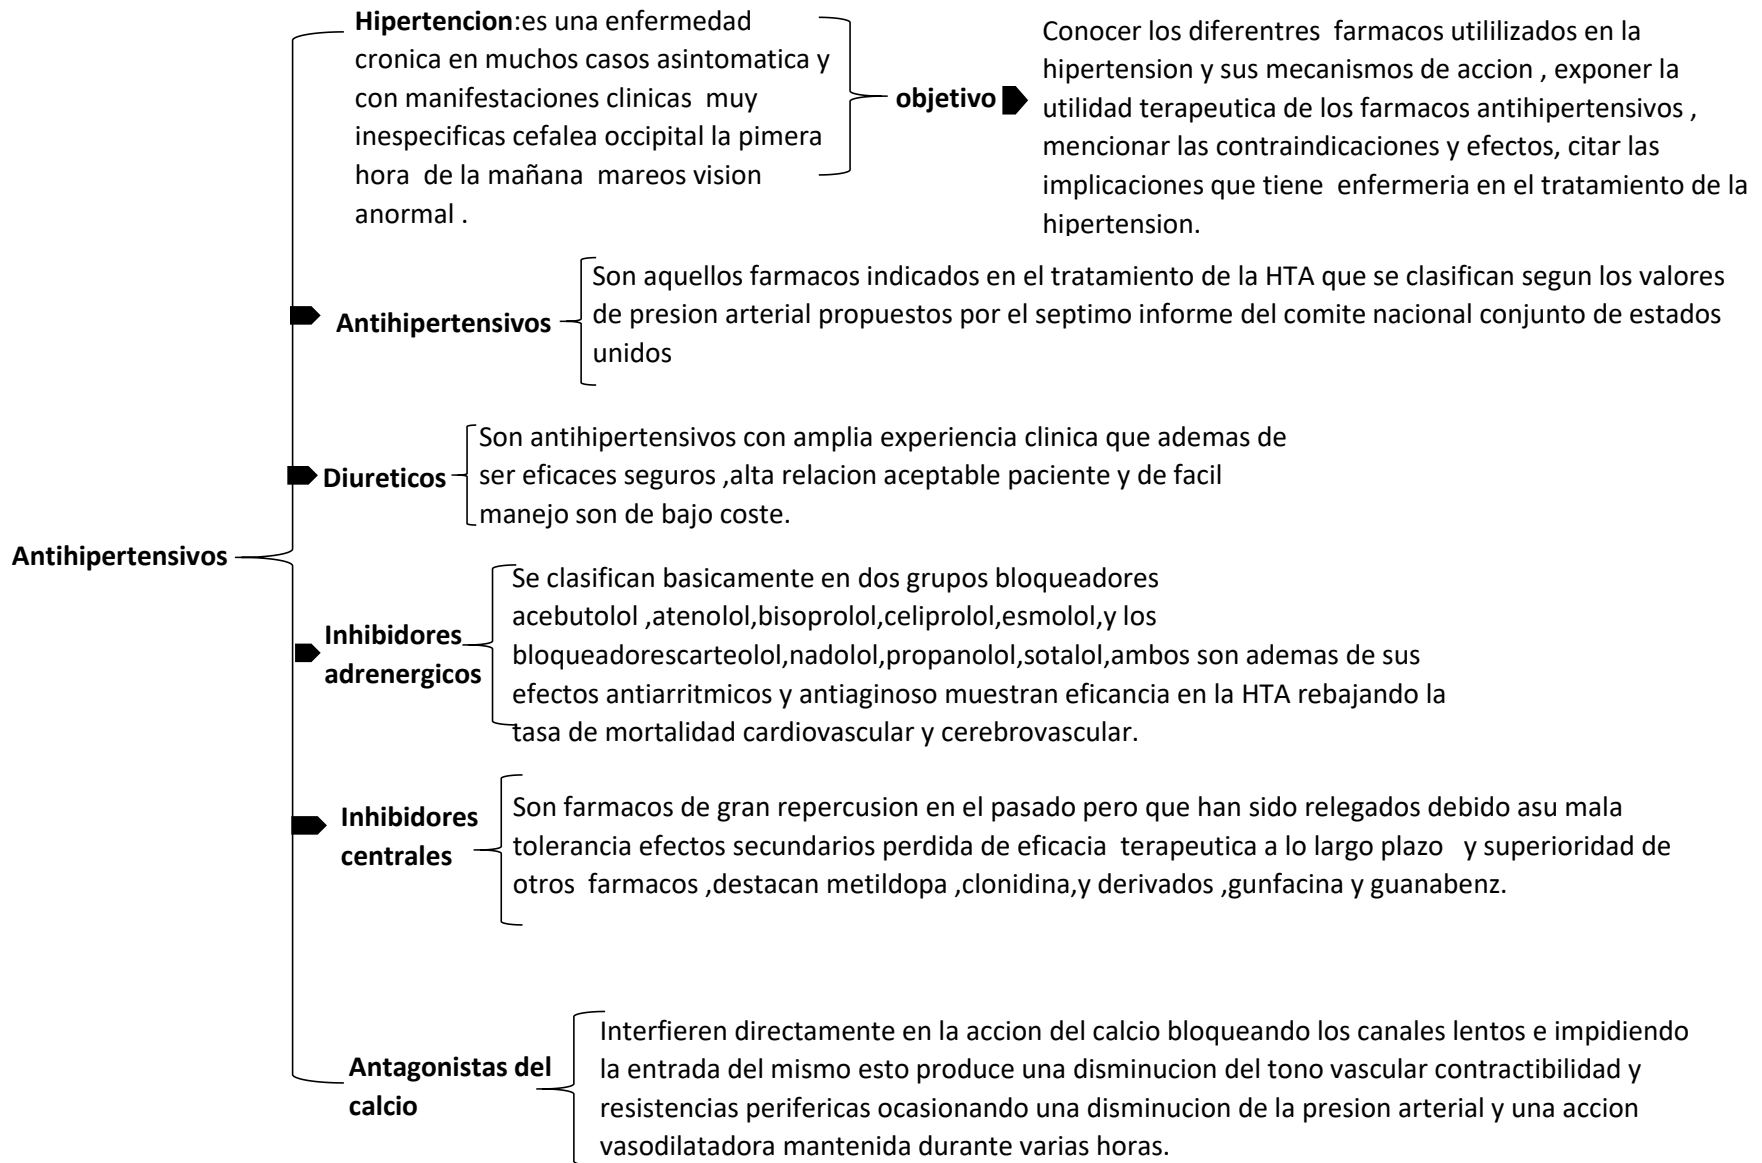 Hipertencion:es una enfermedad
cronica en muchos casos asintomatica y
con manifestaciones clinicas muy
inespecificas cefalea occipital la pimera
hora de la mañana mareos vision
anormal .
objetivo
Conocer los diferentres farmacos utililizados en la
hipertension y sus mecanismos de accion , exponer la
utilidad terapeutica de los farmacos antihipertensivos ,
mencionar las contraindicaciones y efectos, citar las
implicaciones que tiene enfermeria en el tratamiento de la
hipertension.
Antihipertensivos
Son aquellos farmacos indicados en el tratamiento de la HTA que se clasifican segun los valores
de presion arterial propuestos por el septimo informe del comite nacional conjunto de estados
unidos
Diureticos
Son antihipertensivos con amplia experiencia clinica que ademas de
ser eficaces seguros ,alta relacion aceptable paciente y de facil
manejo son de bajo coste.
Antihipertensivos
Inhibidores
adrenergicos
Se clasifican basicamente en dos grupos bloqueadores
acebutolol ,atenolol,bisoprolol,celiprolol,esmolol,y los
bloqueadorescarteolol,nadolol,propanolol,sotalol,ambos son ademas de sus
efectos antiarritmicos y antiaginoso muestran eficancia en la HTA rebajando la
tasa de mortalidad cardiovascular y cerebrovascular.
Inhibidores
centrales
Son farmacos de gran repercusion en el pasado pero que han sido relegados debido asu mala
tolerancia efectos secundarios perdida de eficacia terapeutica a lo largo plazo y superioridad de
otros farmacos ,destacan metildopa ,clonidina,y derivados ,gunfacina y guanabenz.
Antagonistas del
calcio
Interfieren directamente en la accion del calcio bloqueando los canales lentos e impidiendo
la entrada del mismo esto produce una disminucion del tono vascular contractibilidad y
resistencias perifericas ocasionando una disminucion de la presion arterial y una accion
vasodilatadora mantenida durante varias horas.